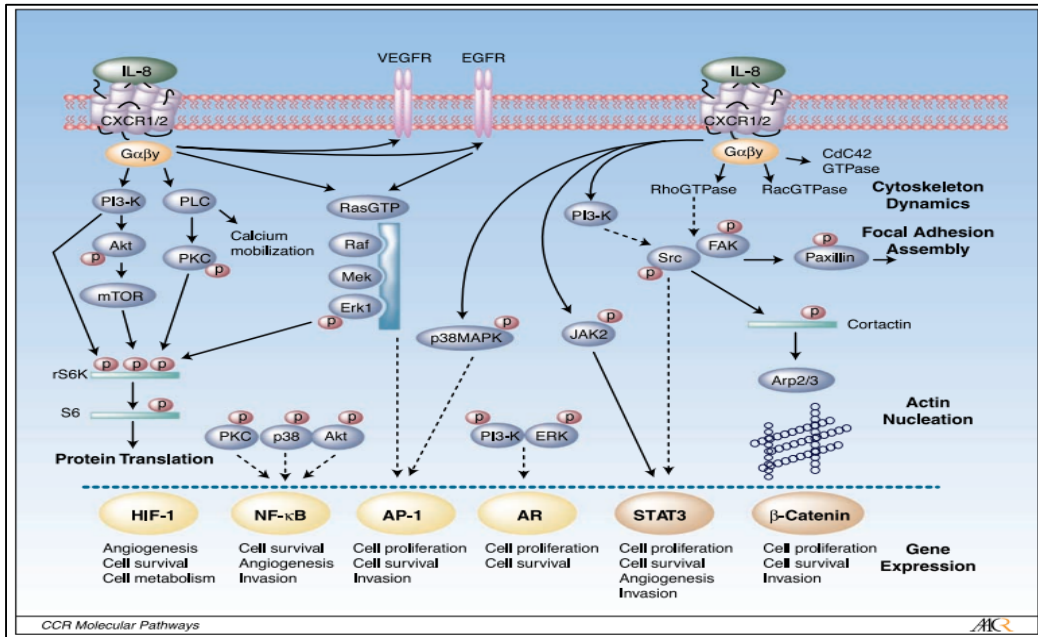 VEGFR
EGFR
IL-8
IL-8
CXCR1/2
CXCR1/2
Gαβy
Gαβy
CdC42
GTPase
RhoGTPase
RacGTPase
Cytoskeleton
Dynamics
PI3-K
PLC
RasGTP
PI3-K
Calcium
mobilization
Akt
p
PKC
p
Raf
Src
p
FAK
p
Paxillin
p
Focal Adhesion
Assembly
mTOR
Mek
Erk1
p
p38MAPK
p
JAK2
p
p
Cortactin
rS6K
p
p
p
Arp2/3
S6
p
Actin
Nucleation
PKC
p
p38
p
Akt
p
PI3-K
p
ERK
p
Protein Translation
HIF-1
NF-κB
AP-1
AR
STAT3
β-Catenin
Angiogenesis
Cell survival
Cell metabolism
Cell survival
Angiogenesis
Invasion
Cell proliferation
Cell survival
Invasion
Cell proliferation
Cell survival
Cell proliferation
Cell survival
Angiogenesis
Invasion
Cell proliferation
Cell survival
Invasion
Gene
Expression
CCR Molecular Pathways
AACR